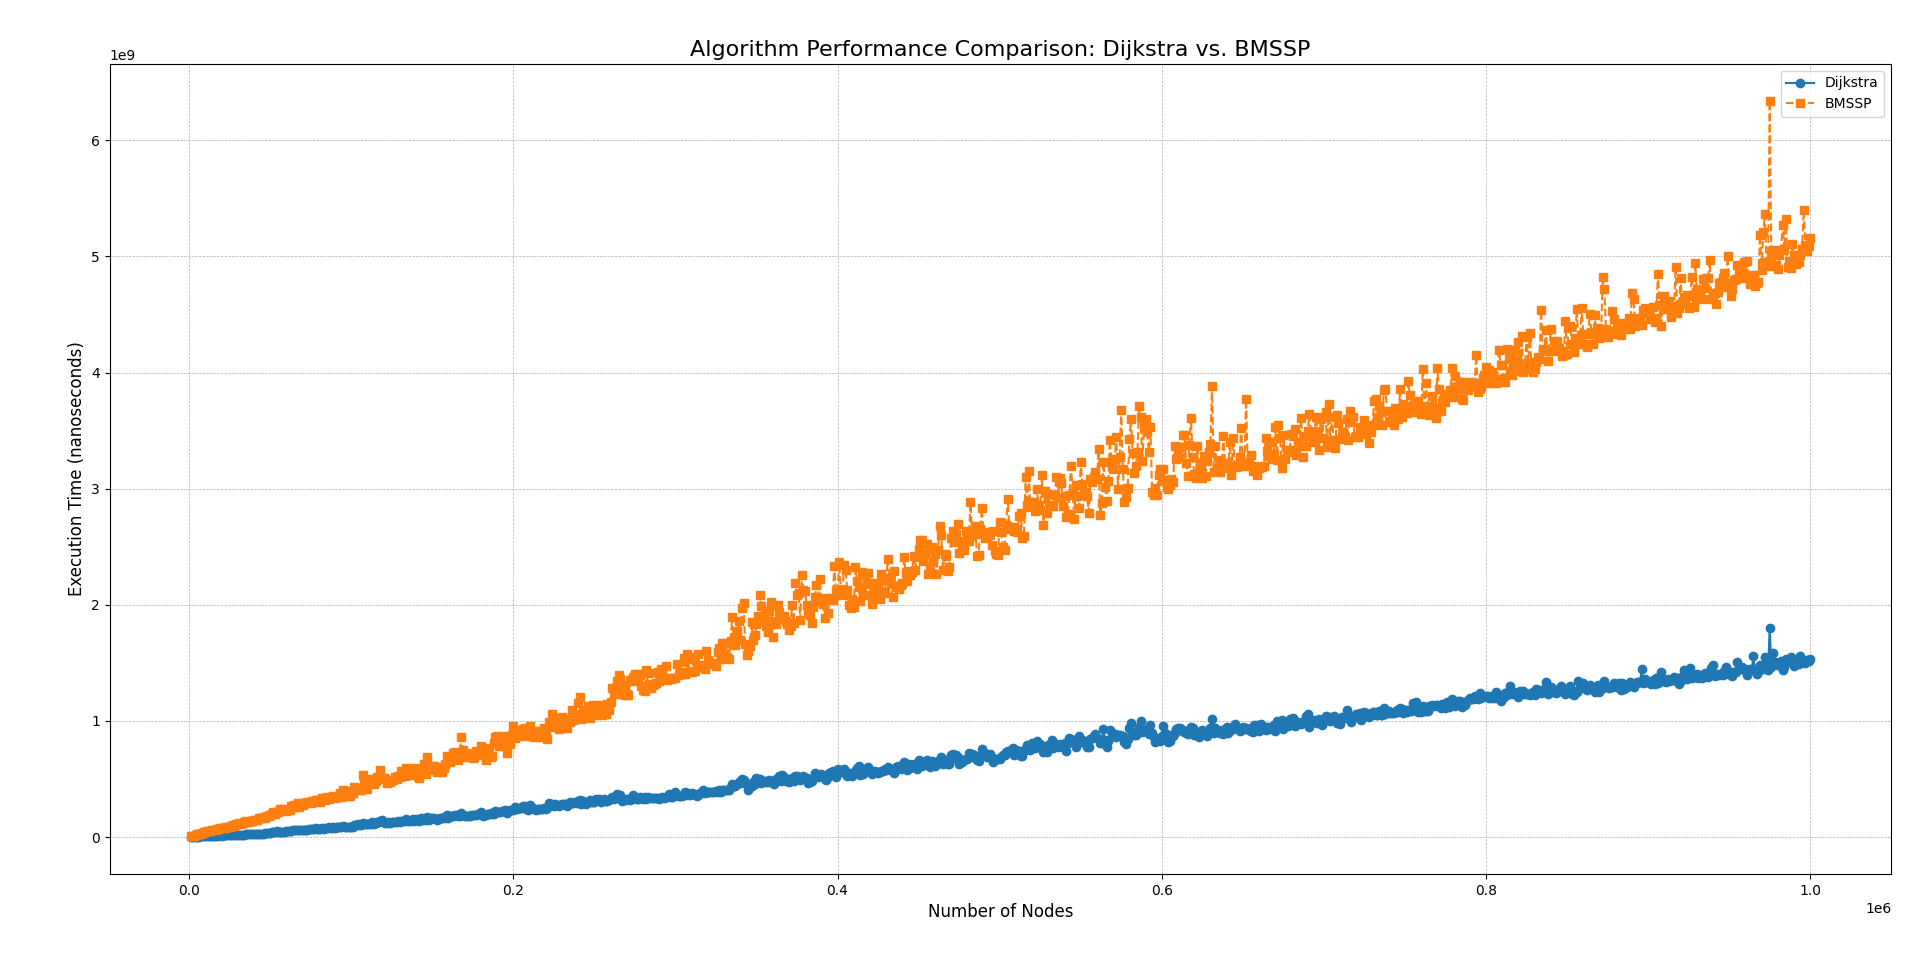 Algorithm Performance Comparison: Dijkstra vs. BMSSP
1e9
Dijkstra
BMSSP
6
5
4
3
2
1
0
Execution Time (nanoseconds)
0.0 0.2 0.4 0.6 0.8 1.0
1e6
Number of Nodes